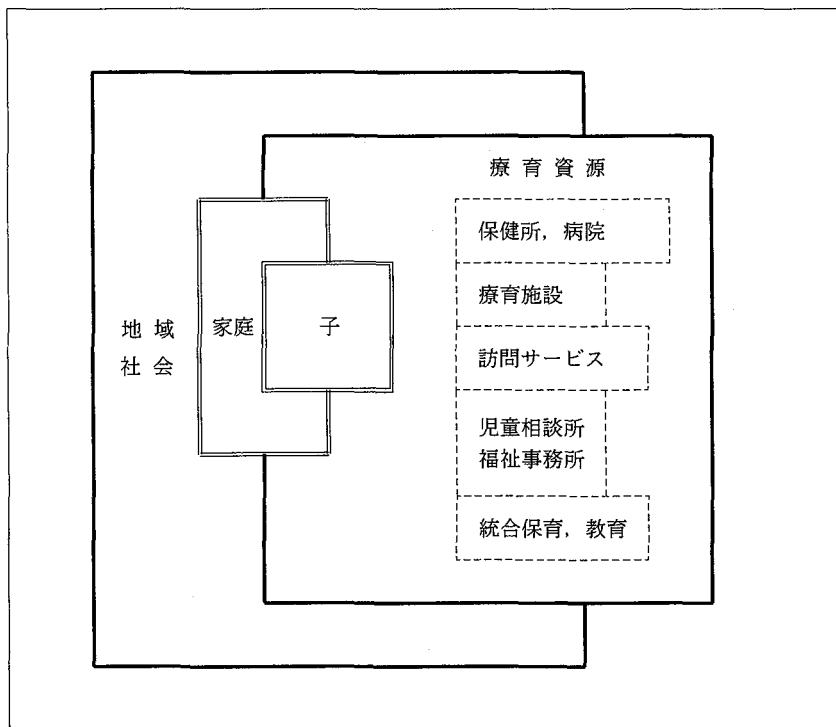 療育資源
保健所，病院
療育施設
訪問サービス
児童相談所
福祉事務所
統合保育，教育
地域
社会
家庭
子